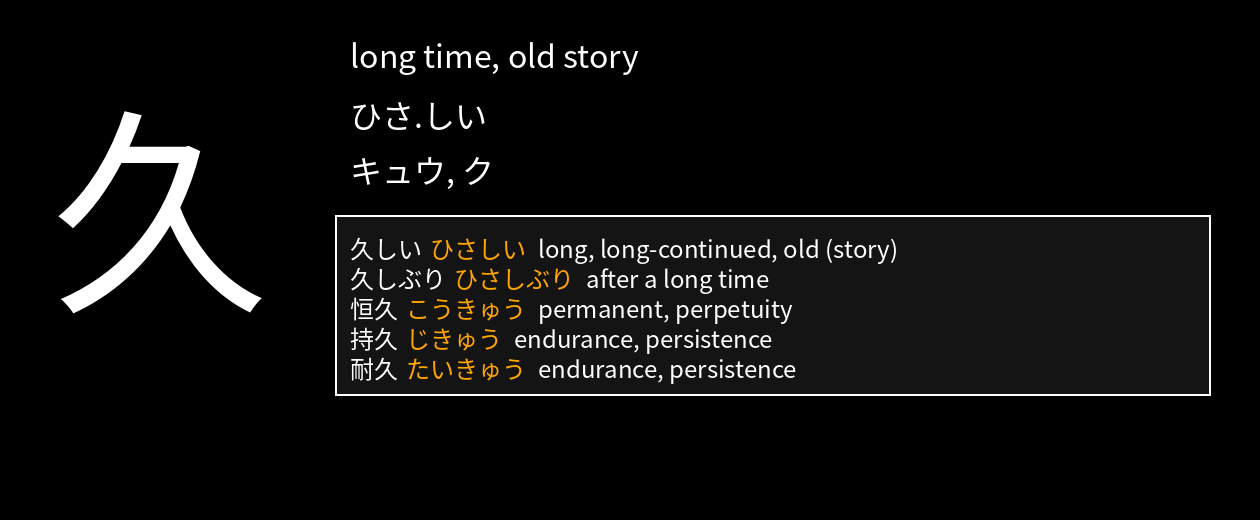 久
long time, old story
ひさ.しい
キュウ, ク
久しい ひさしい long, long-continued, old (story)
久しぶり ひさしぶり after a long time
恒久 こうきゅう permanent, perpetuity
持久 じきゅう endurance, persistence
耐久 たいきゅう endurance, persistence